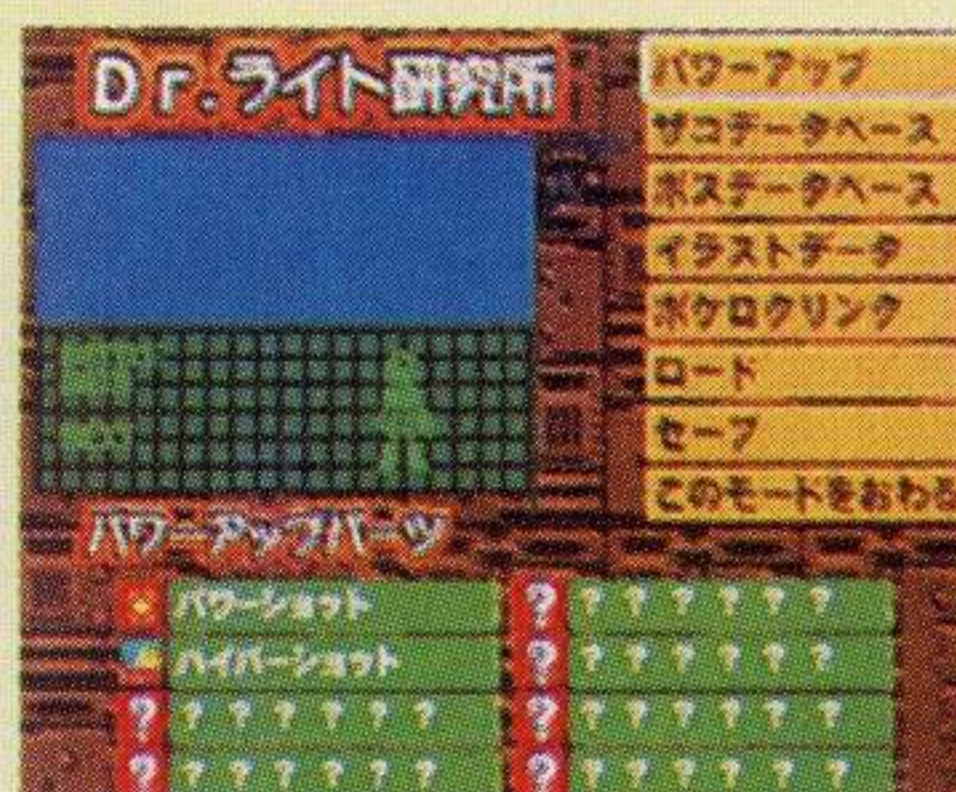 Dr.ライト研究所
パワーアップ
ザコデータベース
ボスデータベース
イラストデータ
ポケロクリンク
ロード
セーブ
このモードをおわる
パワーアップパーツ
パワーショット
? ??????
ハイパーショット
? ??????
? ??????
? ??????
? ??????
? ??????